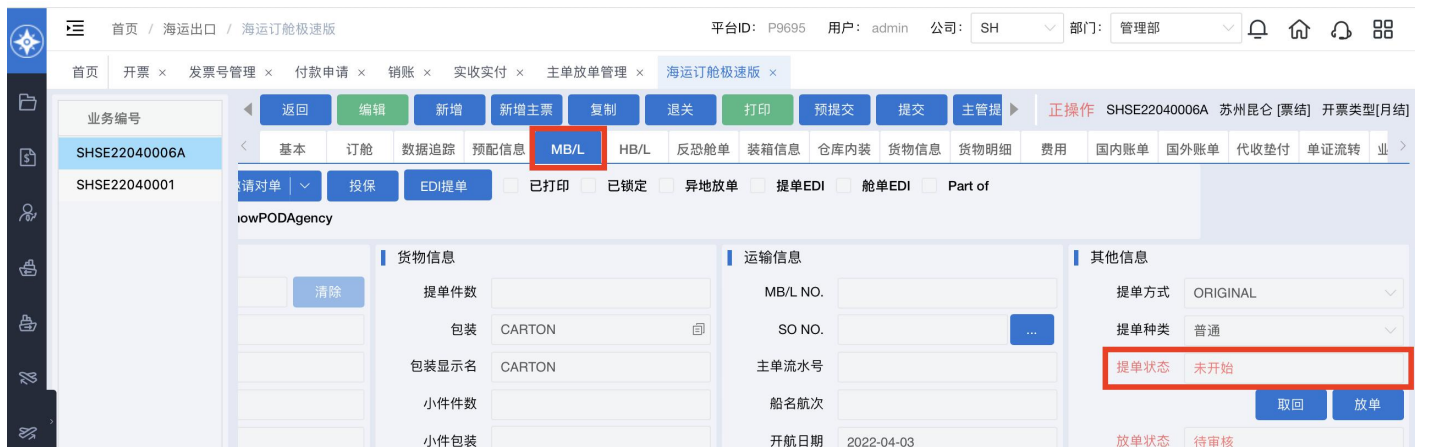 首页 / 海运出口 / 海运订舱极速版 平台ID: P9695 用户: admin 公司: SH 部门: 管理部
首页 开票 × 发票号管理 × 付款申请 × 销账 × 实收实付 × 主单放单管理 × 海运订舱极速版 ×
业务编号
SHSE22040006A
SHSE22040001
返回 编辑 新增 新增主票 复制 退关 打印 预提交 提交 主管提 正操作 SHSE22040006A 苏州昆仑 [票结] 开票类型[月结]
基本 订舱 数据追踪 预配信息 MB/L HB/L 反恐舱单 装箱信息 仓库内装 货物信息 货物明细 费用 国内账单 国外账单 代收垫付 单证流转 业
请对单 投保 EDI提单 已打印 已锁定 异地放单 提单EDI 舱单EDI Part of
owPODAgency
货物信息 运输信息 其他信息
清除 提单件数 MB/L NO. 提单方式 ORIGINAL
包装 CARTON SO NO. ... 提单种类 普通
包装显示名 CARTON 主单流水号 提单状态 未开始
小件件数 船名航次 取回 放单
小件包装 开航日期 2022-04-03 放单状态 待审核